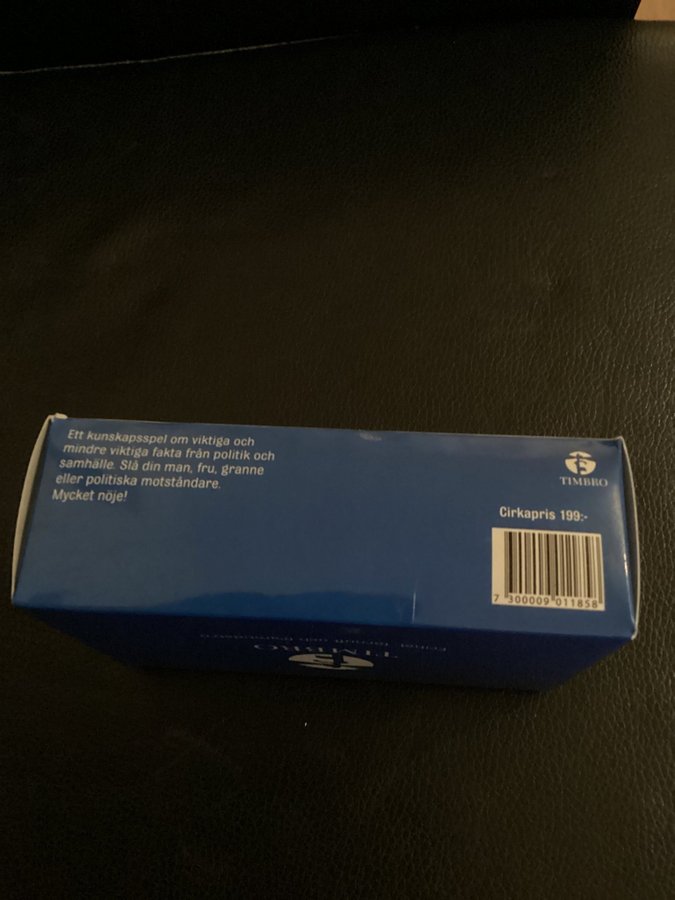 Ett kunskapsspel om viktiga och
mindre viktiga fakta från politik och
samhälle. Slå din man, fru, granne
eller politiska motståndare.
Mycket nöje!
TIMBRO
Cirkapris 199:-
7 300009 011858
TIMBRO